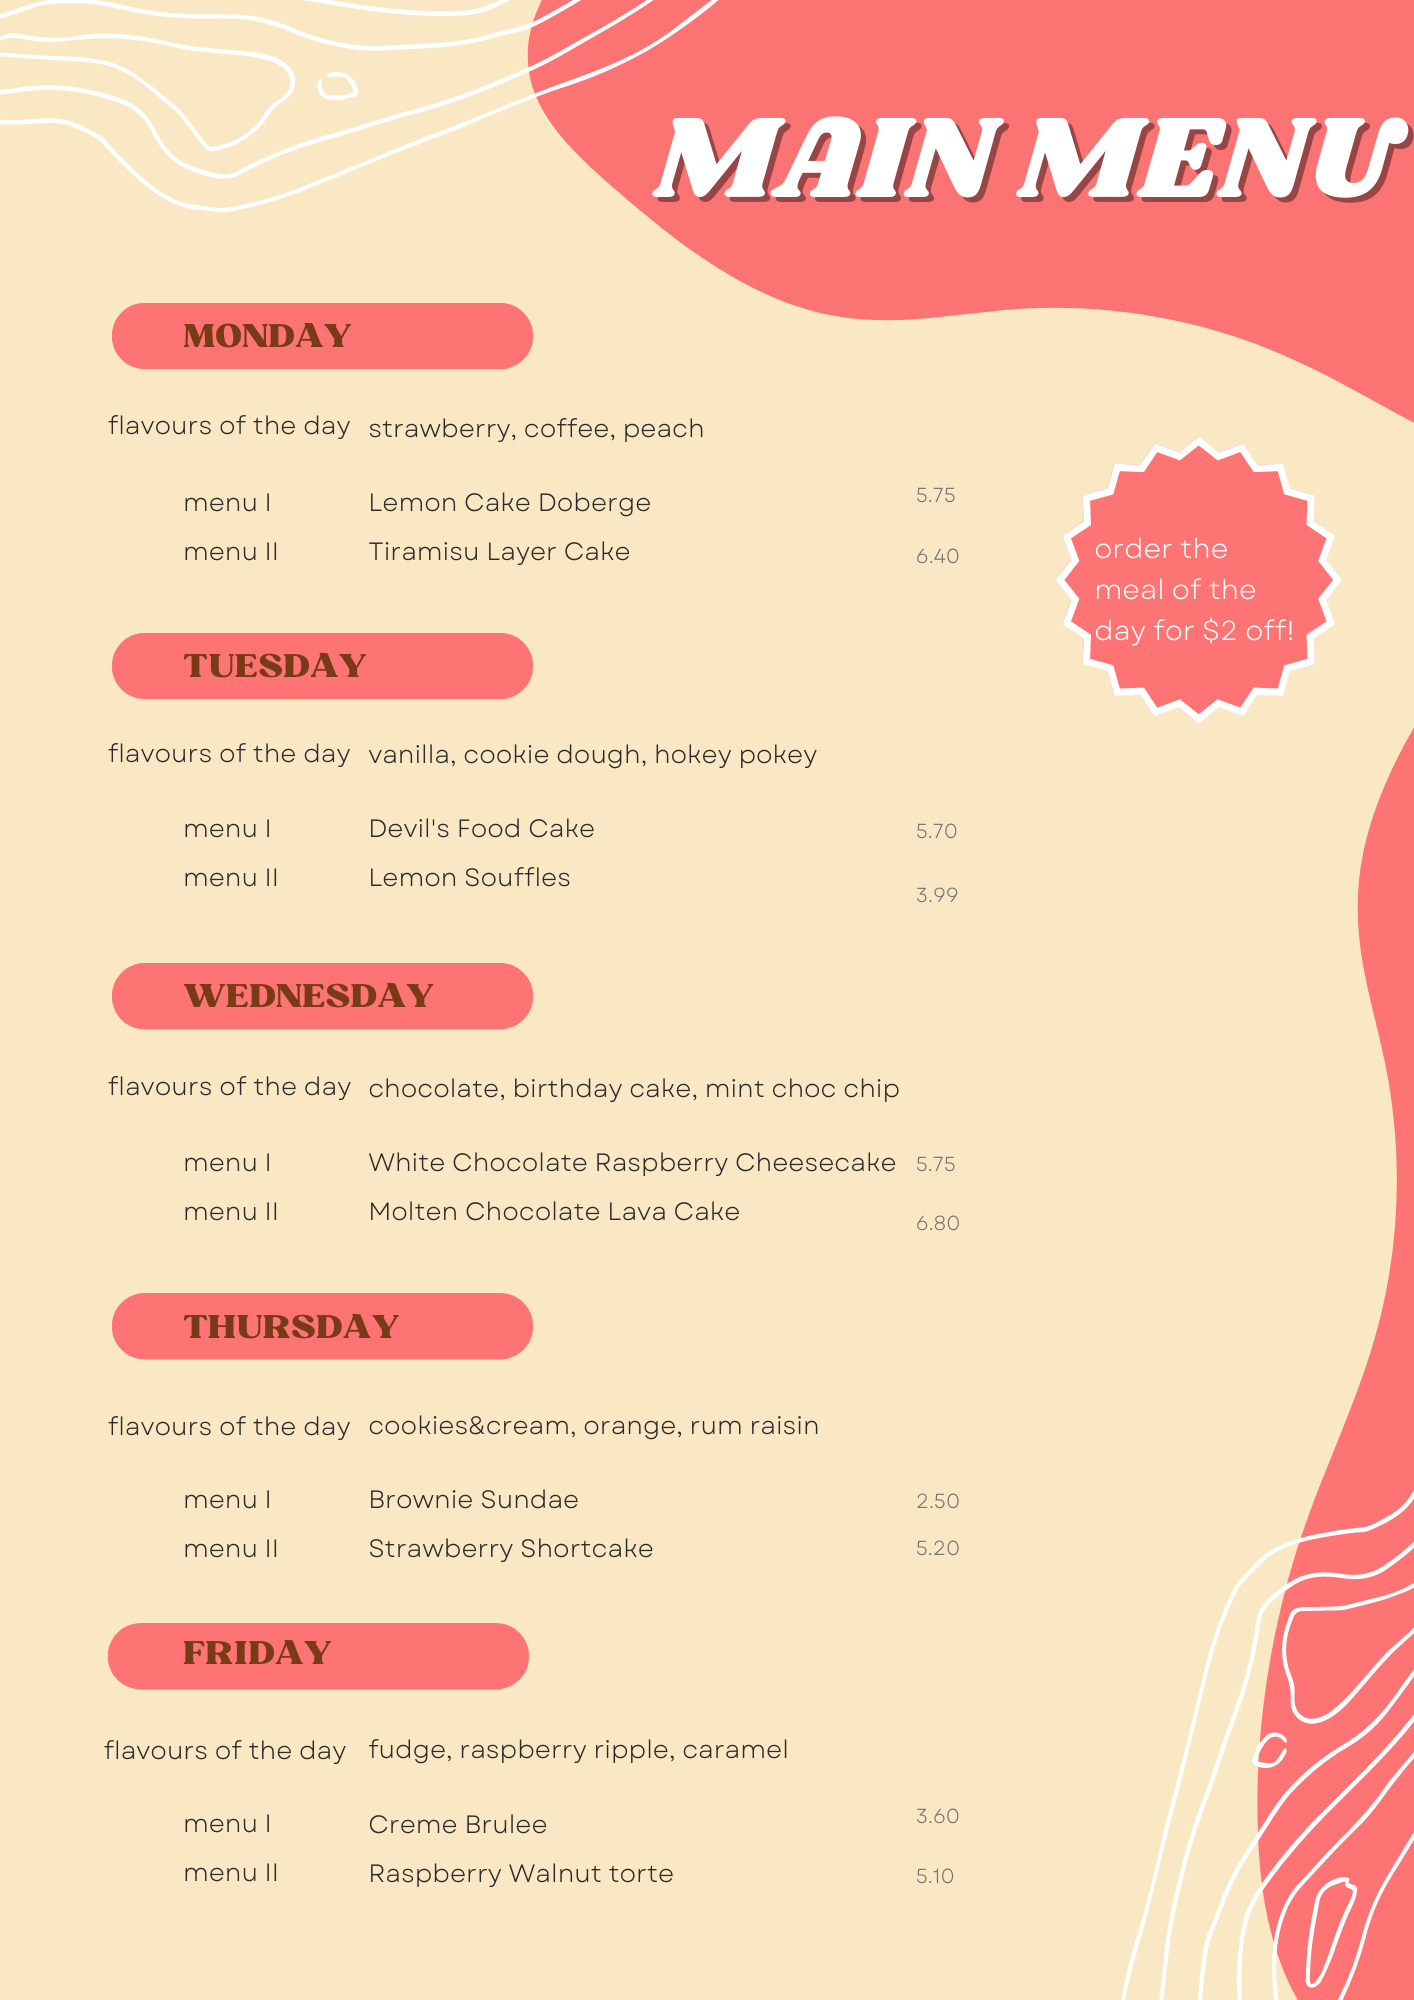 MAIN MENU
MONDAY
flavours of the day strawberry, coffee, peach
menu I Lemon Cake Doberge 5.75
menu II Tiramisu Layer Cake 6.40
order the
meal of the
day for $2 off!
TUESDAY
flavours of the day vanilla, cookie dough, hokey pokey
menu I Devil's Food Cake 5.70
menu II Lemon Souffles 3.99
WEDNESDAY
flavours of the day chocolate, birthday cake, mint choc chip
menu I White Chocolate Raspberry Cheesecake 5.75
menu II Molten Chocolate Lava Cake 6.80
THURSDAY
flavours of the day cookies&cream, orange, rum raisin
menu I Brownie Sundae 2.50
menu II Strawberry Shortcake 5.20
FRIDAY
flavours of the day fudge, raspberry ripple, caramel
menu I Creme Brulee 3.60
menu II Raspberry Walnut torte 5.10